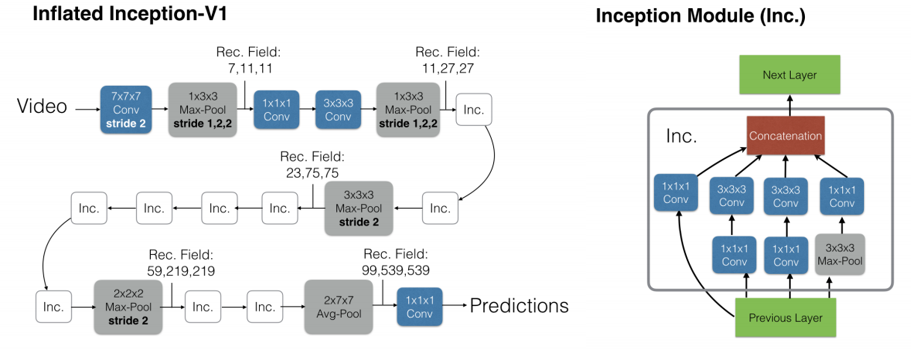 Inflated Inception-V1
Rec. Field:
7,11,11
Rec. Field:
11,27,27
Video
7x7x7
Conv
stride 2
1x3x3
Max-Pool
stride 1,2,2
1x1x1
Conv
3x3x3
Conv
1x3x3
Max-Pool
stride 1,2,2
Inc.
Rec. Field:
23,75,75
Inc.
Inc.
Inc.
Inc.
3x3x3
Max-Pool
stride 2
Inc.
Rec. Field:
59,219,219
Rec. Field:
99,539,539
Inc.
2x2x2
Max-Pool
stride 2
Inc.
Inc.
2x7x7
Avg-Pool
1x1x1
Conv
Predictions
Inception Module (Inc.)
Next Layer
Inc.
Concatenation
1x1x1
Conv
3x3x3
Conv
3x3x3
Conv
1x1x1
Conv
1x1x1
Conv
1x1x1
Conv
3x3x3
Max-Pool
Previous Layer